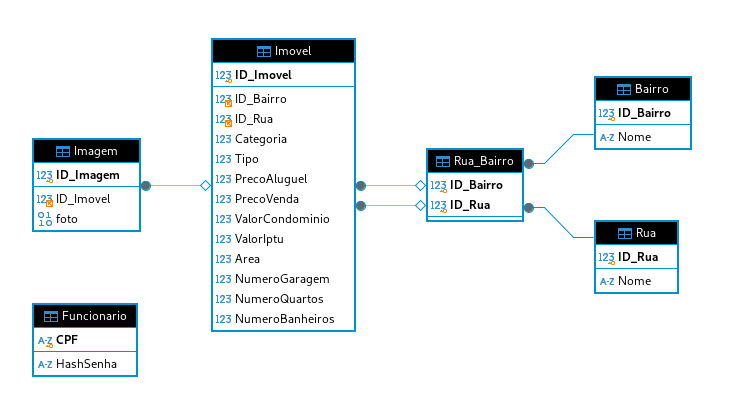 Imovel
123 ID_Imovel
123 ID_Bairro
123 ID_Rua
123 Categoria
123 Tipo
123 PrecoAluguel
123 PrecoVenda
123 ValorCondominio
123 ValorIptu
123 Area
123 NumeroGaragem
123 NumeroQuartos
123 NumeroBanheiros
Imagem
123 ID_Imagem
123 ID_Imovel
foto
Funcionario
A-Z CPF
A-Z HashSenha
Rua_Bairro
123 ID_Bairro
123 ID_Rua
Bairro
123 ID_Bairro
A-Z Nome
Rua
123 ID_Rua
A-Z Nome